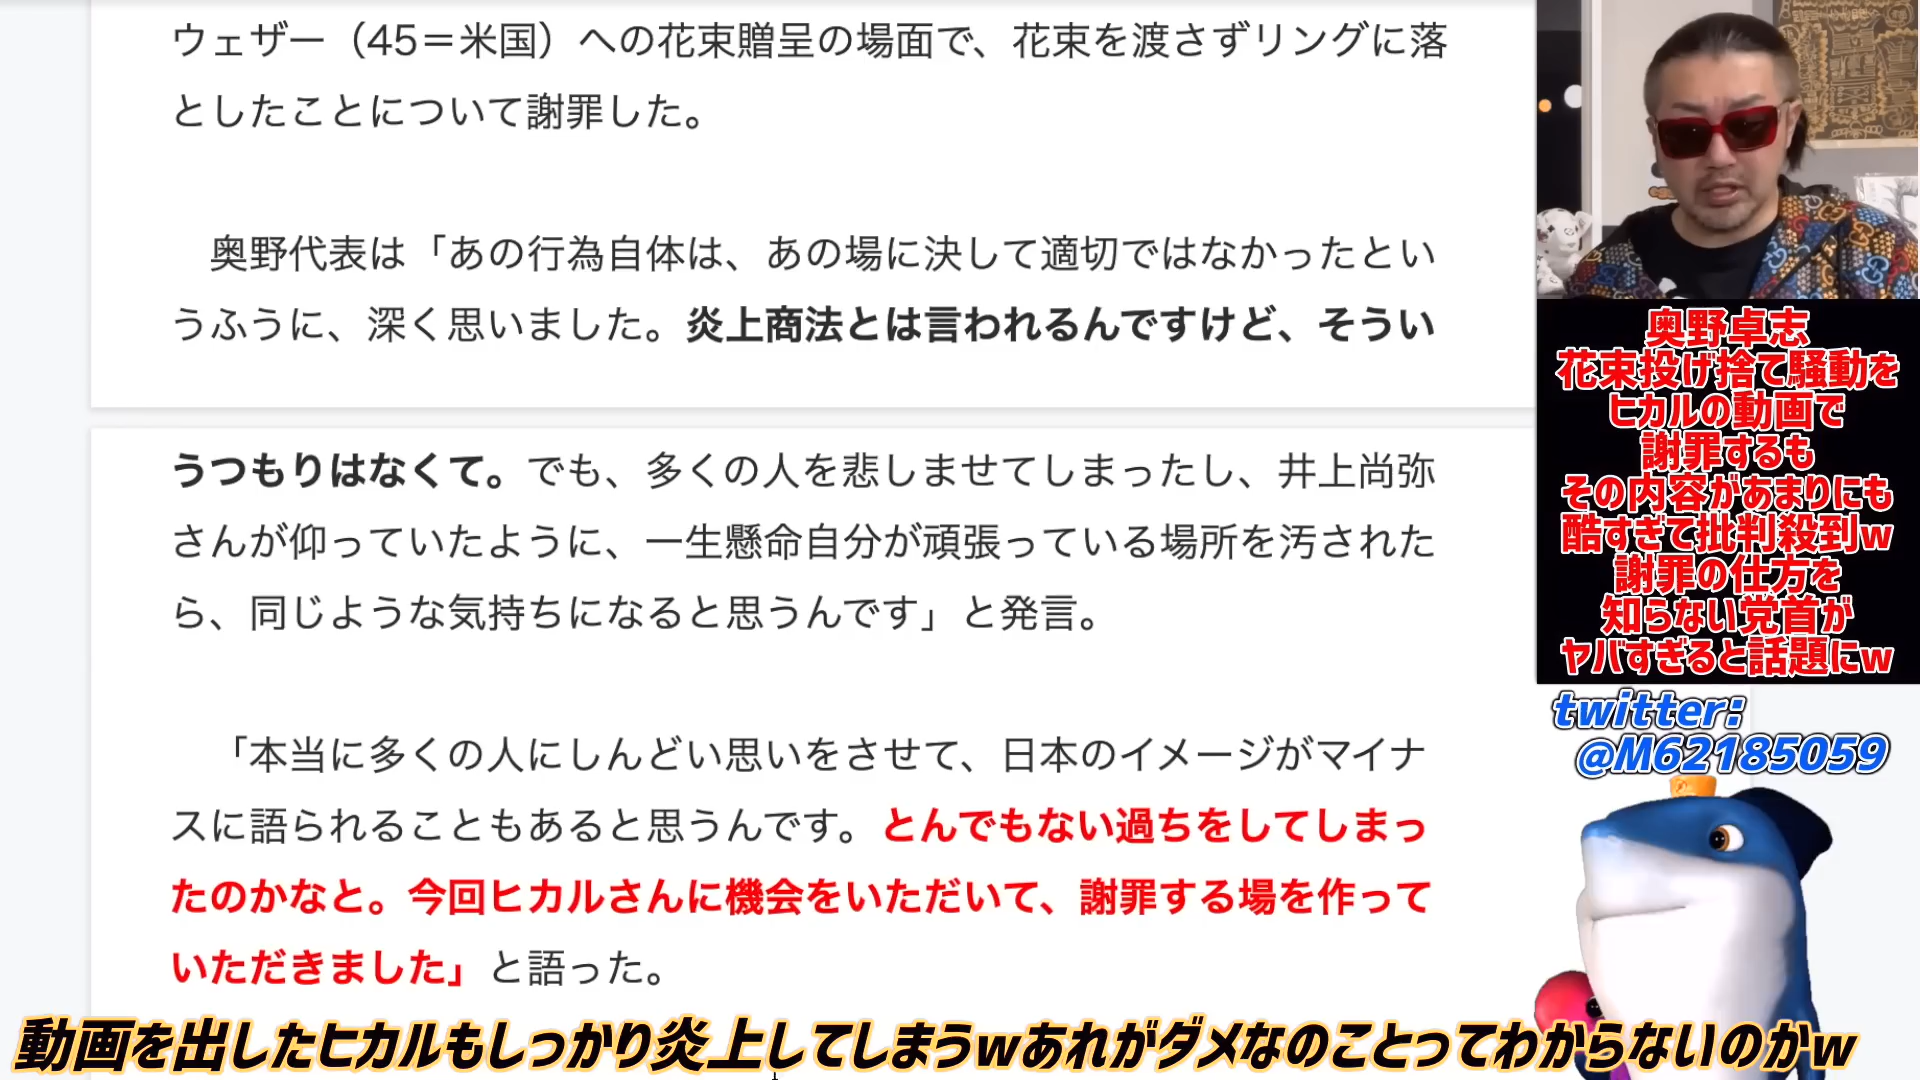 ウェザー（45＝米国）への花束贈呈の場面で、花束を渡さずリングに落
としたことについて謝罪した。
奥野代表は「あの行為自体は、あの場に決して適切ではなかったとい
うふうに、深く思いました。炎上商法とは言われるんですけど、そうい
うつもりはなくて。でも、多くの人を悲しませてしまったし、井上尚弥
さんが仰っていたように、一生懸命自分が頑張っている場所を汚された
ら、同じような気持ちになると思うんです」と発言。
「本当に多くの人にしんどい思いをさせて、日本のイメージがマイナ
スに語られることもあると思うんです。とんでもない過ちをしてしまっ
たのかなと。今回ヒカルさんに機会をいただいて、謝罪する場を作って
いただきました」と語った。
奥野卓志
花束投げ捨て騒動を
ヒカルの動画で
謝罪するも
その内容があまりにも
酷すぎて批判殺到w
謝罪の仕方を
知らない党首が
ヤバすぎると話題にw
twitter:
@M62185059
動画を出したヒカルもしっかり炎上してしまうwあれがダメなのことってわからないのかw